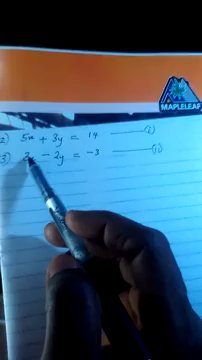 MAPLELEAF
2) 5x + 3y = 14 —— (i)
(3) 2x - 2y = -3 —— (ii)